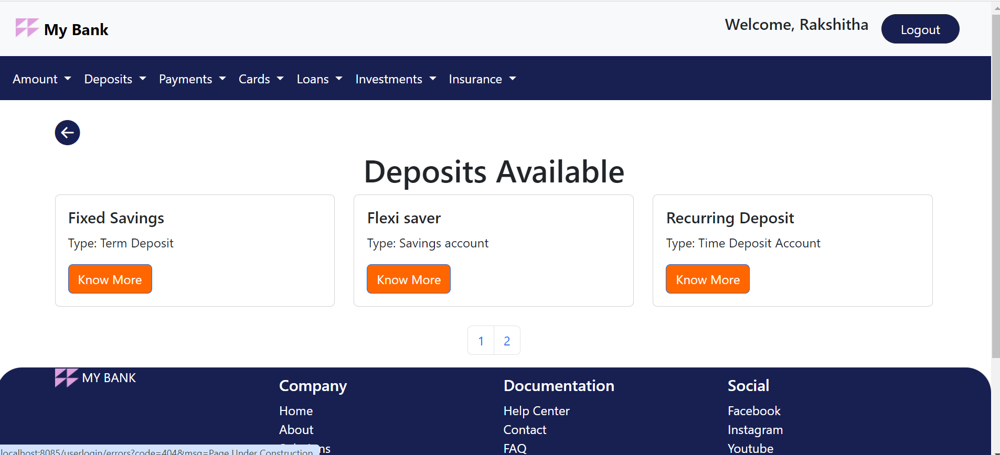 My Bank
Welcome, Rakshitha
Logout
Amount
Deposits
Payments
Cards
Loans
Investments
Insurance
Deposits Available
Fixed Savings
Type: Term Deposit
Know More
Flexi saver
Type: Savings account
Know More
Recurring Deposit
Type: Time Deposit Account
Know More
1 2
MY BANK
Company
Home
About
Documentation
Help Center
Contact
FAQ
Social
Facebook
Instagram
Youtube
localhost:8085/userlogin/errors?code=404&msg=Page Under Construction